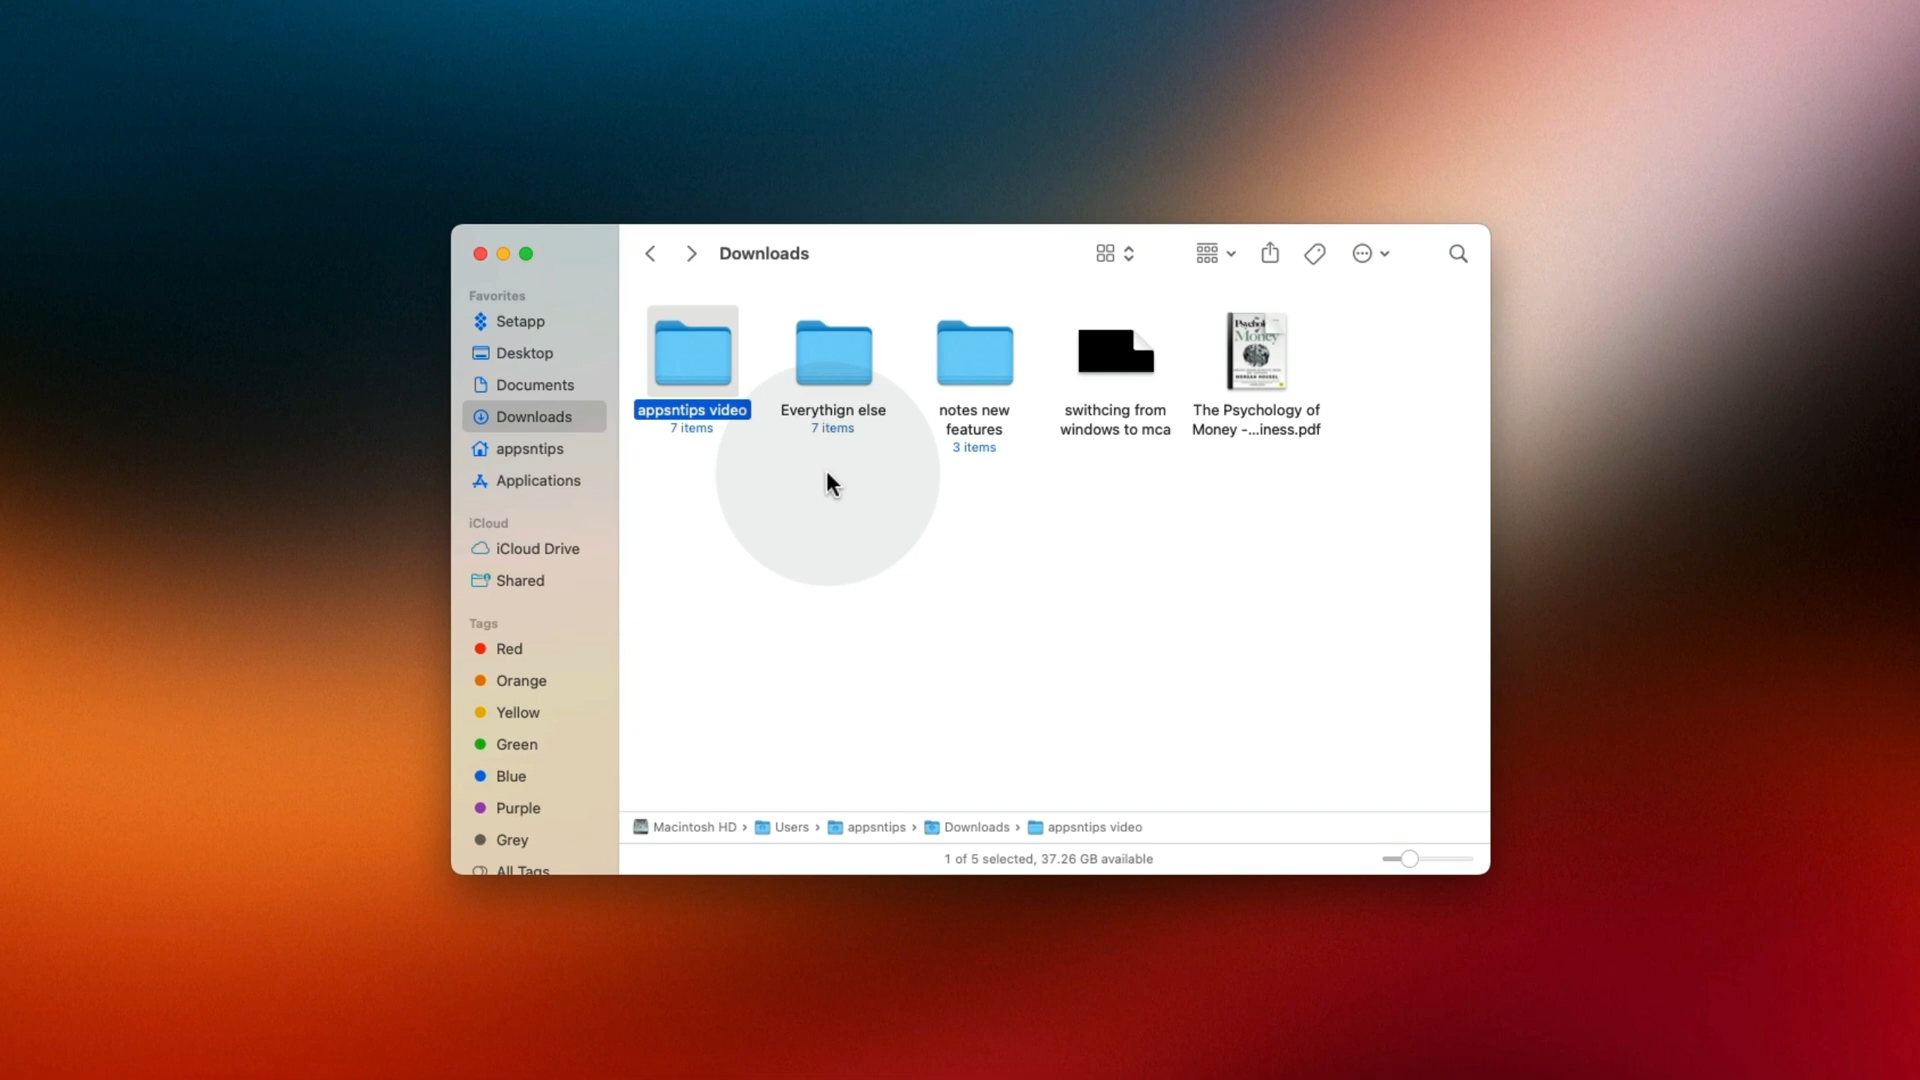 Downloads
Favorites
Setapp
Desktop
Documents
Downloads
appsntips
Applications
iCloud
iCloud Drive
Shared
Tags
Red
Orange
Yellow
Green
Blue
Purple
Grey
All Tags
appsntips video
7 items
Everythign else
7 items
notes new
features
3 items
swithcing from
windows to mca
The Psychology of
Money -...iness.pdf
Macintosh HD › Users › appsntips › Downloads › appsntips video
1 of 5 selected, 37.26 GB available